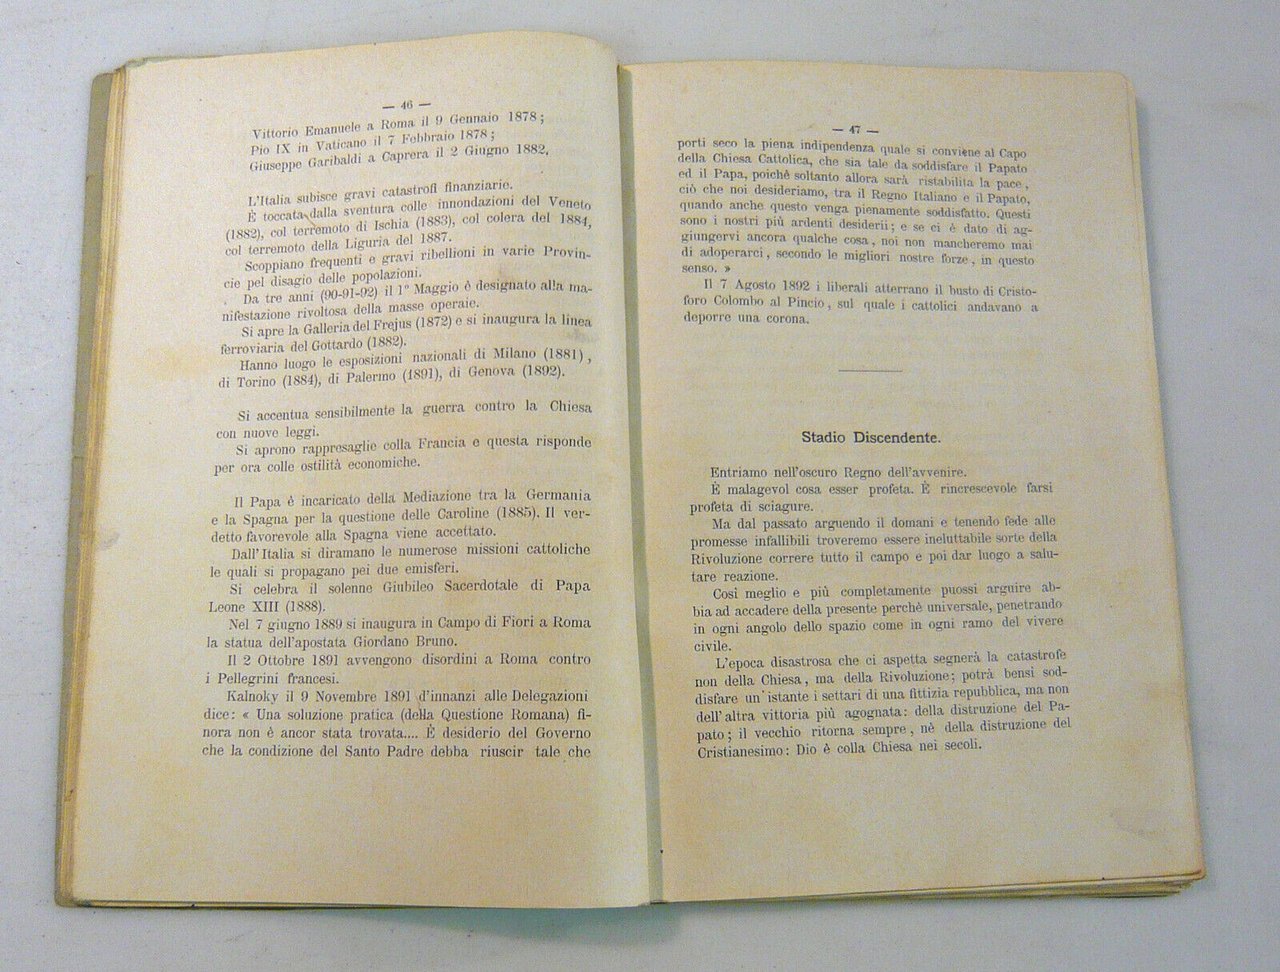 — 46 —
Vittorio Emanuele a Roma il 9 Gennaio 1878;
Pio IX in Vaticano il 7 Febbraio 1878;
Giuseppe Garibaldi a Caprera il 2 Giugno 1882.
L'Italia subisce gravi catastrofi finanziarie.
È toccata dalla sventura colle innondazioni del Veneto
(1882), col terremoto di Ischia (1883), col colera del 1884,
col terremoto della Liguria del 1887.
Scoppiano frequenti e gravi ribellioni in varie Provin-
cie pel disagio delle popolazioni.
Da tre anni (90-91-92) il 1° Maggio è designato alla ma-
nifestazione rivoltosa della masse operaie.
Si apre la Galleria del Frejus (1872) e si inaugura la linea
ferroviaria del Gottardo (1882).
Hanno luogo le esposizioni nazionali di Milano (1881),
di Torino (1884), di Palermo (1891), di Genova (1892).
Si accentua sensibilmente la guerra contro la Chiesa
con nuove leggi.
Si aprono rappresaglie colla Francia e questa risponde
per ora colle ostilità economiche.
Il Papa è incaricato della Mediazione tra la Germania
e la Spagna per la questione delle Caroline (1885). Il ver-
detto favorevole alla Spagna viene accettato.
Dall'Italia si diramano le numerose missioni cattoliche
le quali si propagano pei due emisferi.
Si celebra il solenne Giubileo Sacerdotale di Papa
Leone XIII (1888).
Nel 7 giugno 1889 si inaugura in Campo di Fiori a Roma
la statua dell'apostata Giordano Bruno.
Il 2 Ottobre 1891 avvengono disordini a Roma contro
i Pellegrini francesi.
Kalnoky il 9 Novembre 1891 d'innanzi alle Delegazioni
dice: « Una soluzione pratica (della Questione Romana) fi-
nora non è ancor stata trovata.... È desiderio del Governo
che la condizione del Santo Padre debba riuscir tale che
— 47 —
porti seco la piena indipendenza quale si conviene al Capo
della Chiesa Cattolica, che sia tale da soddisfare il Papato
ed il Papa, poichè soltanto allora sarà ristabilita la pace,
ciò che noi desideriamo, tra il Regno Italiano e il Papato,
quando anche questo venga pienamente soddisfatto. Questi
sono i nostri più ardenti desiderii; e se ci è dato di ag-
giungervi ancora qualche cosa, noi non mancheremo mai
di adoperarci, secondo le migliori nostre forze, in questo
senso. »
Il 7 Agosto 1892 i liberali atterrano il busto di Cristo-
foro Colombo al Pincio, sul quale i cattolici andavano a
deporre una corona.
Stadio Discendente.
Entriamo nell'oscuro Regno dell'avvenire.
È malagevol cosa esser profeta. È rincrescevole farsi
profeta di sciagure.
Ma dal passato arguendo il domani e tenendo fede alle
promesse infallibili troveremo essere ineluttabile sorte della
Rivoluzione correre tutto il campo e poi dar luogo a salu-
tare reazione.
Così meglio e più completamente puossi arguire ab-
bia ad accadere della presente perchè universale, penetrando
in ogni angolo dello spazio come in ogni ramo del vivere
civile.
L'epoca disastrosa che ci aspetta segnerà la catastrofe
non della Chiesa, ma della Rivoluzione; potrà bensì sod-
disfare un istante i settari di una fittizia repubblica, ma non
dell'altra vittoria più agognata: della distruzione del Pa-
pato; il vecchio ritorna sempre, nè della distruzione del
Cristianesimo: Dio è colla Chiesa nei secoli.